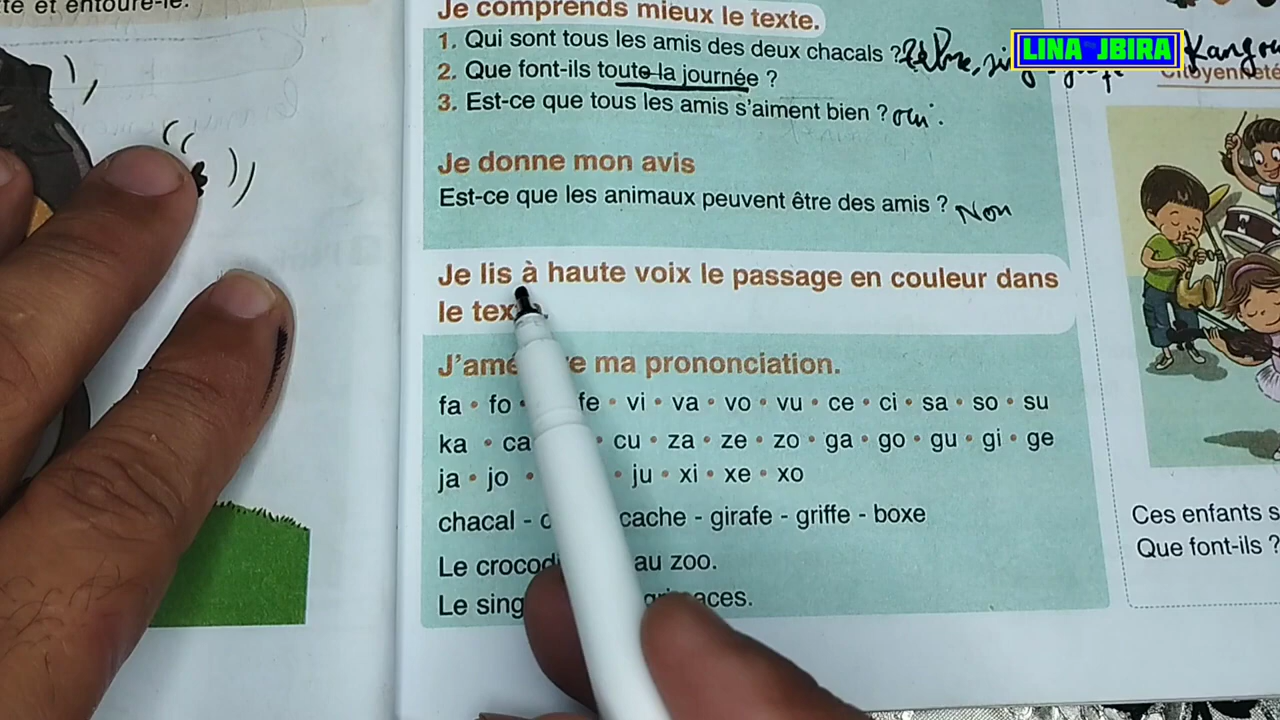 te et entoure-le.
Je comprends mieux le texte.
1. Qui sont tous les amis des deux chacals ?
LINA JBIRA
2. Que font-ils toute la journée ?
3. Est-ce que tous les amis s'aiment bien ? oui.
Je donne mon avis
Est-ce que les animaux peuvent être des amis ? Non
Je lis à haute voix le passage en couleur dans
le
J' ma prononciation.
fa • fo • fe • vi • va • vo • vu • ce • ci • sa • so • su
ka • ca • cu • za • ze • zo • ga • go • gu • gi • ge
ja • jo • ju • xi • xe • xo
chacal - cache - girafe - griffe - boxe
Le au zoo.
Le
Citoyenneté
Ces enfants
Que font-ils ?